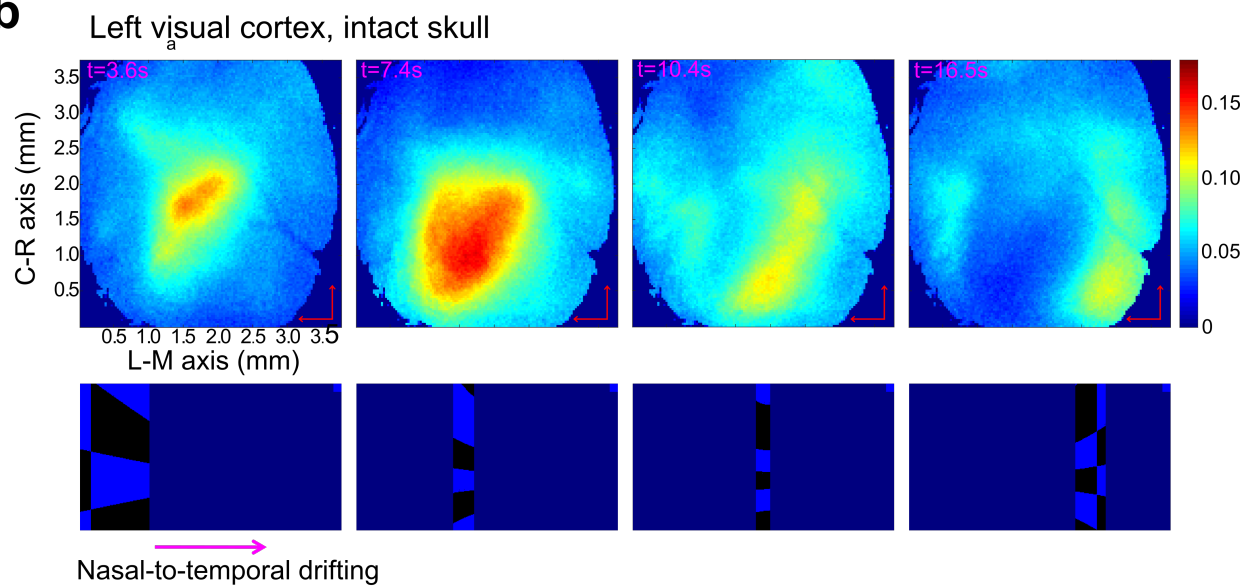 b
Left visual cortex, intact skull
a
t=3.6s
t=7.4s
t=10.4s
t=16.5s
3.5
3.0
2.5
2.0
1.5
1.0
0.5
C-R axis (mm)
0.5 1.0 1.5 2.0 2.5 3.0 3.5
L-M axis (mm)
0.15
0.10
0.05
0
Nasal-to-temporal drifting